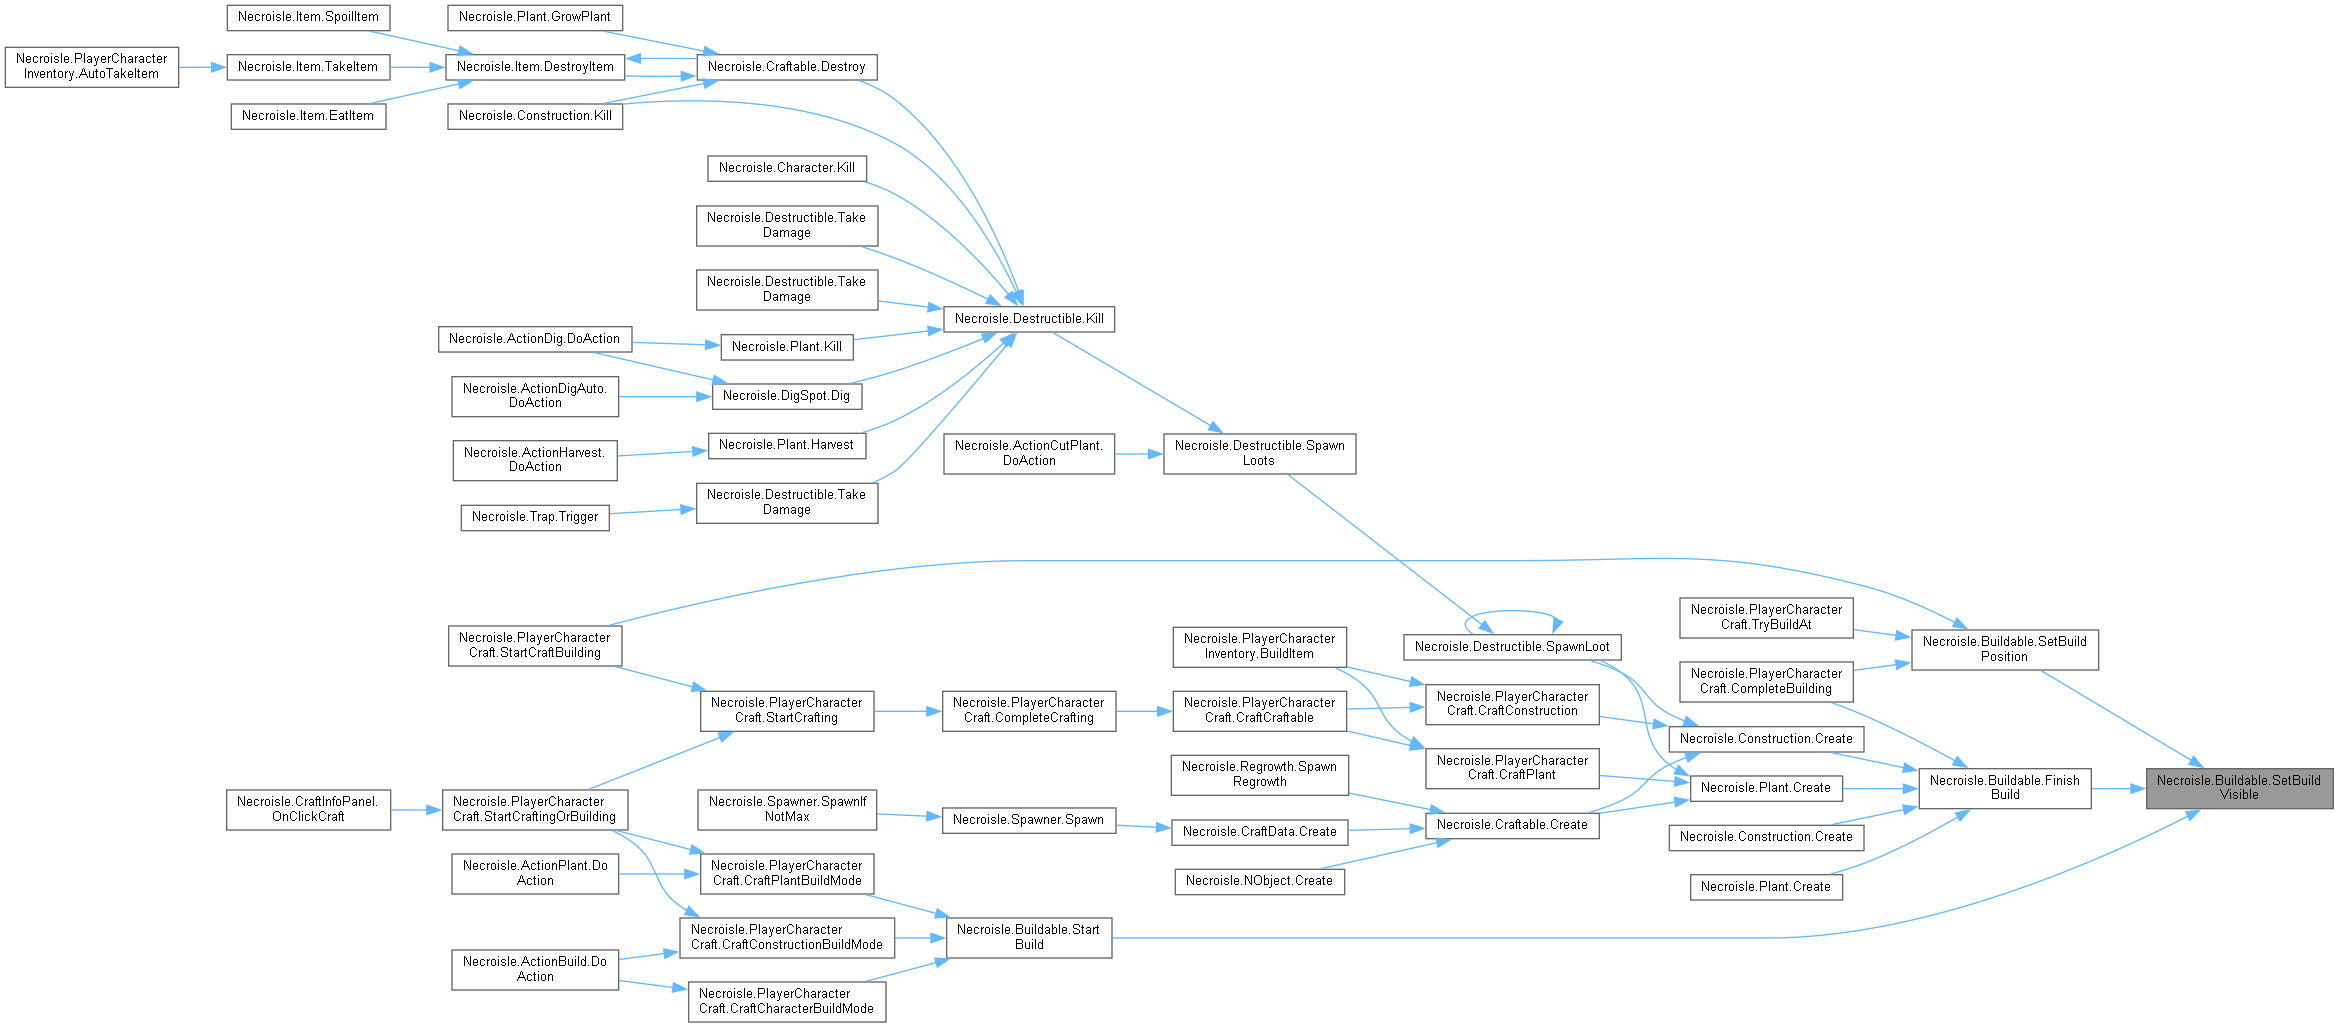 Necroisle.Item.SpoilItem
Necroisle.Plant.GrowPlant
Necroisle.PlayerCharacter
Inventory.AutoTakeItem
Necroisle.Item.TakeItem
Necroisle.Item.DestroyItem
Necroisle.Craftable.Destroy
Necroisle.Item.EatItem
Necroisle.Construction.Kill
Necroisle.Character.Kill
Necroisle.Destructible.Take
Damage
Necroisle.Destructible.Take
Damage
Necroisle.Destructible.Kill
Necroisle.ActionDig.DoAction
Necroisle.Plant.Kill
Necroisle.ActionDigAuto.
DoAction
Necroisle.DigSpot.Dig
Necroisle.ActionHarvest.
DoAction
Necroisle.Plant.Harvest
Necroisle.ActionCutPlant.
DoAction
Necroisle.Destructible.Spawn
Loots
Necroisle.Trap.Trigger
Necroisle.Destructible.Take
Damage
Necroisle.PlayerCharacter
Craft.StartCraftBuilding
Necroisle.PlayerCharacter
Inventory.BuildItem
Necroisle.Destructible.SpawnLoot
Necroisle.PlayerCharacter
Craft.TryBuildAt
Necroisle.Buildable.SetBuild
Position
Necroisle.PlayerCharacter
Craft.CompleteBuilding
Necroisle.PlayerCharacter
Craft.StartCrafting
Necroisle.PlayerCharacter
Craft.CompleteCrafting
Necroisle.PlayerCharacter
Craft.CraftCraftable
Necroisle.PlayerCharacter
Craft.CraftConstruction
Necroisle.Construction.Create
Necroisle.Regrowth.Spawn
Regrowth
Necroisle.PlayerCharacter
Craft.CraftPlant
Necroisle.Plant.Create
Necroisle.Buildable.Finish
Build
Necroisle.Buildable.SetBuild
Visible
Necroisle.CraftInfoPanel.
OnClickCraft
Necroisle.PlayerCharacter
Craft.StartCraftingOrBuilding
Necroisle.Spawner.SpawnIf
NotMax
Necroisle.Spawner.Spawn
Necroisle.CraftData.Create
Necroisle.Craftable.Create
Necroisle.Construction.Create
Necroisle.ActionPlant.Do
Action
Necroisle.PlayerCharacter
Craft.CraftPlantBuildMode
Necroisle.NObject.Create
Necroisle.Plant.Create
Necroisle.PlayerCharacter
Craft.CraftConstructionBuildMode
Necroisle.Buildable.Start
Build
Necroisle.ActionBuild.Do
Action
Necroisle.PlayerCharacter
Craft.CraftCharacterBuildMode